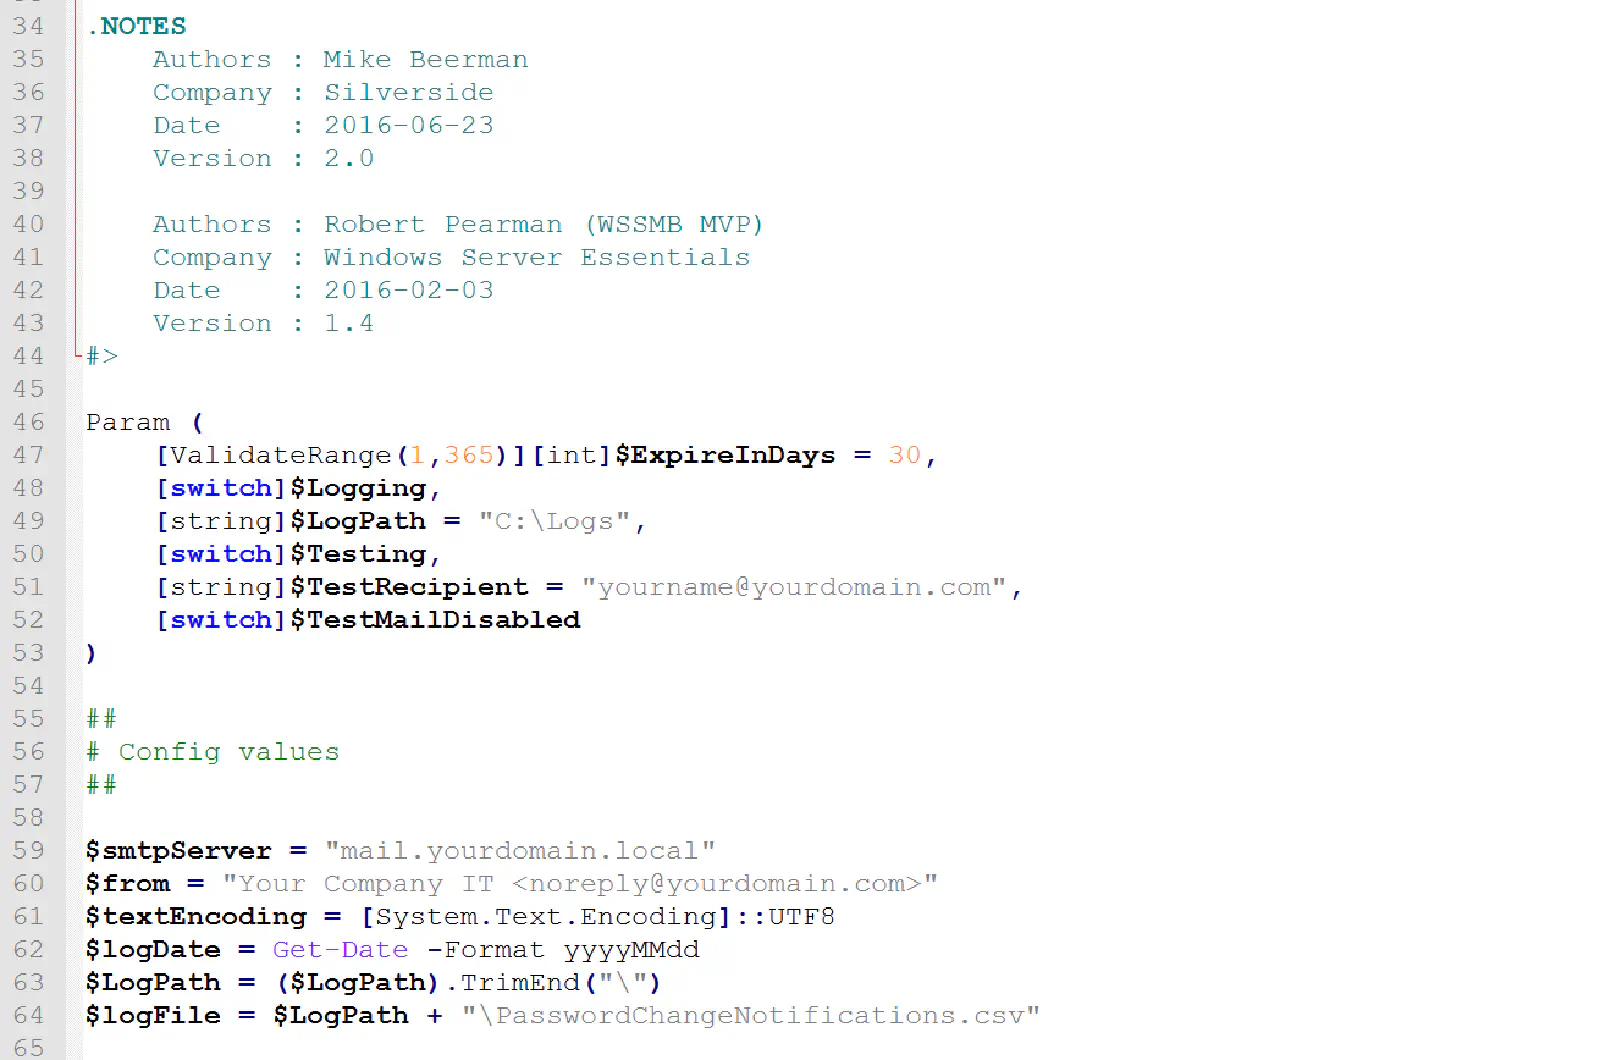 34 .NOTES
35     Authors : Mike Beerman
36     Company : Silverside
37     Date    : 2016-06-23
38     Version : 2.0
39
40     Authors : Robert Pearman (WSSMB MVP)
41     Company : Windows Server Essentials
42     Date    : 2016-02-03
43     Version : 1.4
44 #>
45
46 Param (
47     [ValidateRange(1,365)][int]$ExpireInDays = 30,
48     [switch]$Logging,
49     [string]$LogPath = "C:\Logs",
50     [switch]$Testing,
51     [string]$TestRecipient = "yourname@yourdomain.com",
52     [switch]$TestMailDisabled
53 )
54
55 ##
56 # Config values
57 ##
58
59 $smtpServer = "mail.yourdomain.local"
60 $from = "Your Company IT <noreply@yourdomain.com>"
61 $textEncoding = [System.Text.Encoding]::UTF8
62 $logDate = Get-Date -Format yyyyMMdd
63 $LogPath = ($LogPath).TrimEnd("\")
64 $logFile = $LogPath + "\PasswordChangeNotifications.csv"
65